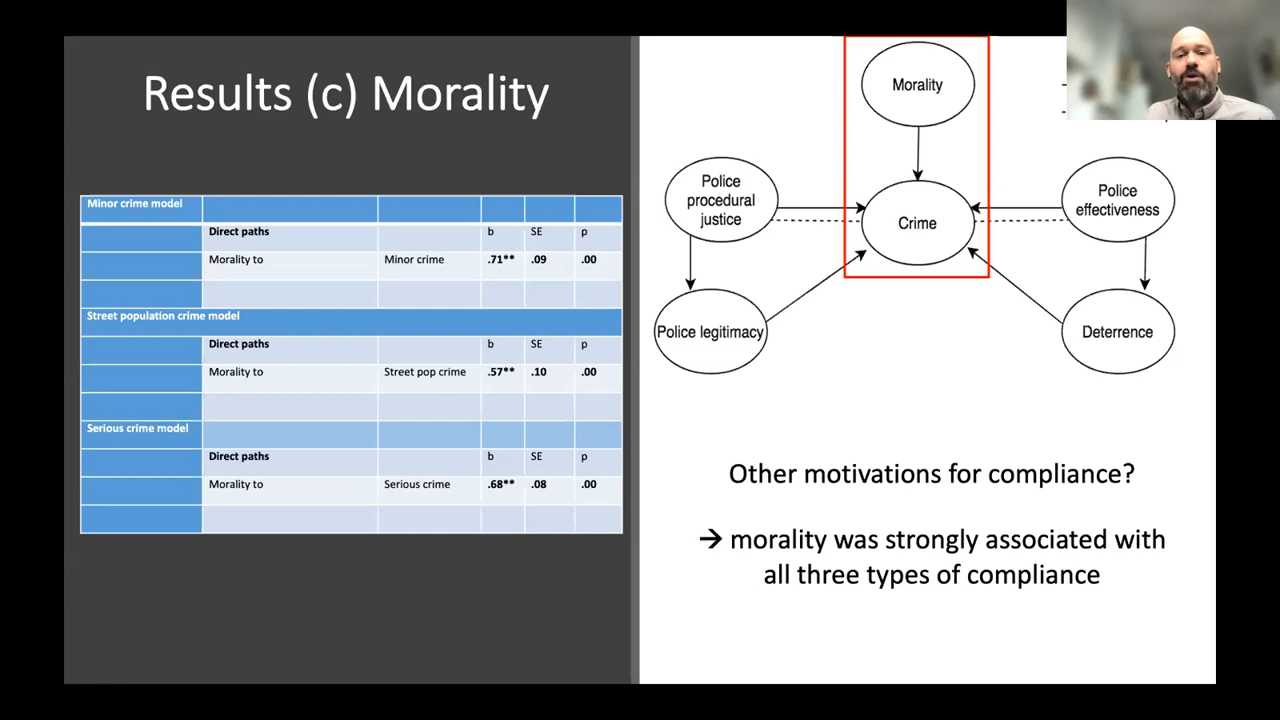 Results (c) Morality
Minor crime model
Direct paths b SE p
Morality to Minor crime .71** .09 .00
Street population crime model
Direct paths b SE p
Morality to Street pop crime .57** .10 .00
Serious crime model
Direct paths b SE p
Morality to Serious crime .68** .08 .00
Morality
Police
procedural
justice
Crime
Police
effectiveness
Police legitimacy
Deterrence
Other motivations for compliance?
→ morality was strongly associated with
all three types of compliance